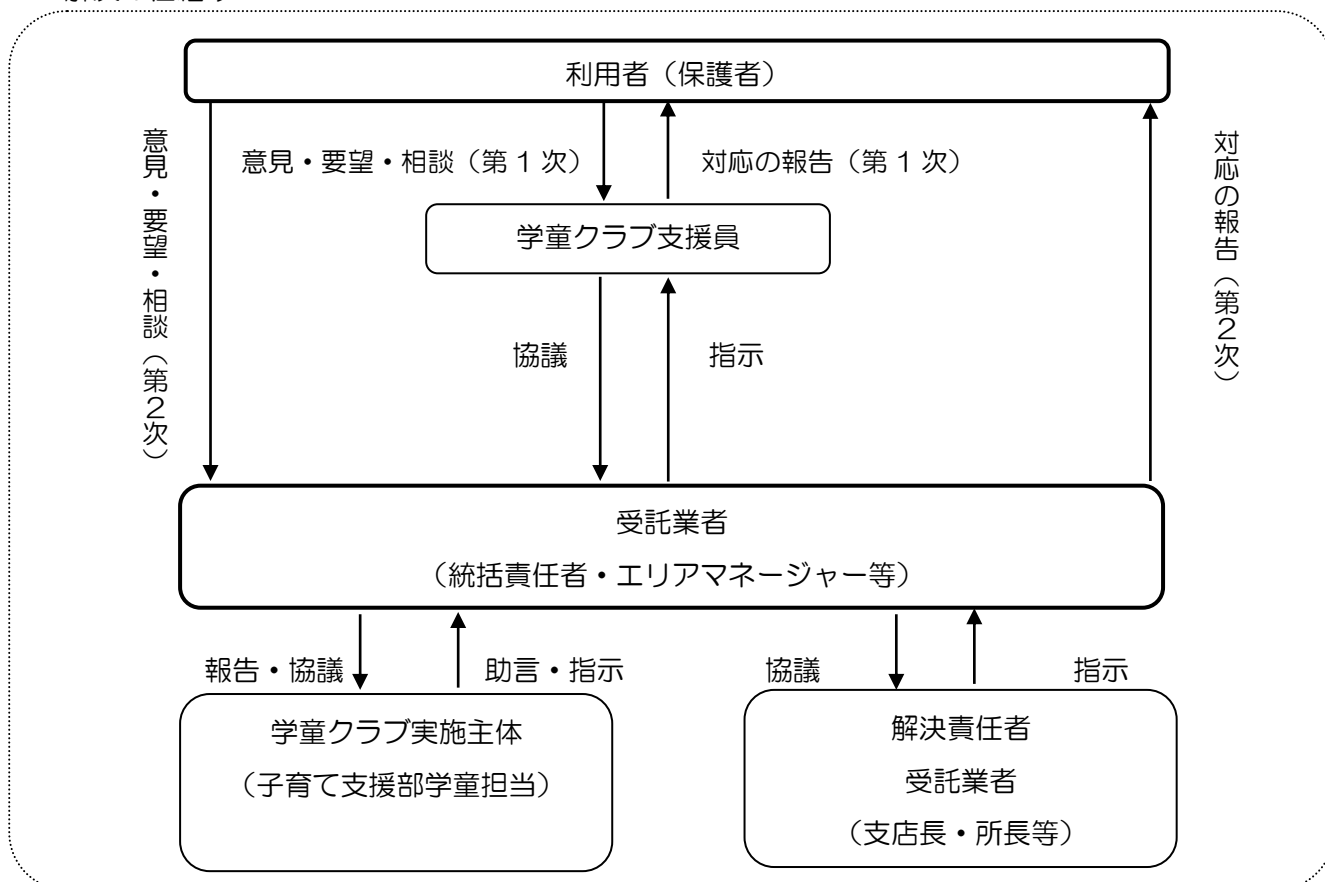 利用者（保護者）
意見・要望・相談（第２次）
意見・要望・相談（第１次）
対応の報告（第１次）
対応の報告（第２次）
学童クラブ支援員
協議
指示
受託業者
（統括責任者・エリアマネージャー等）
報告・協議
助言・指示
協議
指示
学童クラブ実施主体
（子育て支援部学童担当）
解決責任者
受託業者
（支店長・所長等）